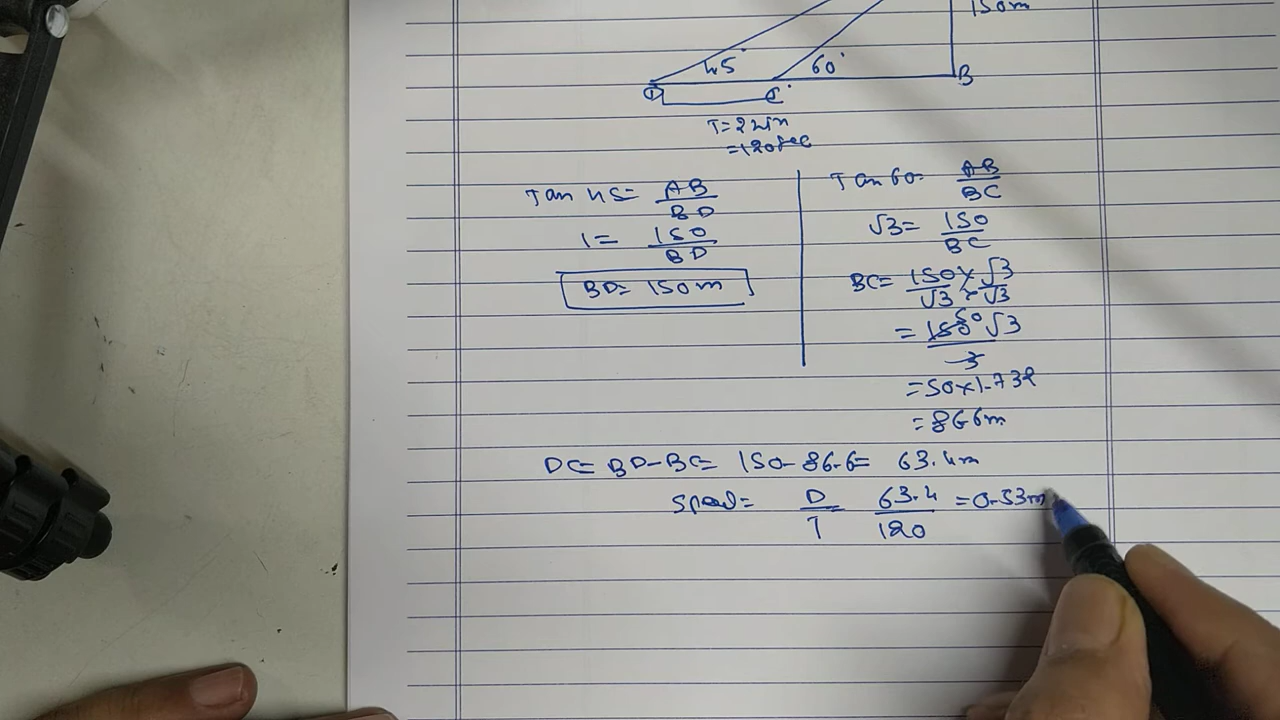 150m
45° 60° B
D C
T=2min
=120sec
Tan 45= AB/BD
1= 150/BD
BD= 150m
Tan 60= AB/BC
√3= 150/BC
BC= 150/√3 × √3/√3
= 150 50 √3/3
=50×1.732
=86.6m
DC= BD-BC= 150-86.6= 63.4m
Speed= D/T 63.4/120 =0.53m